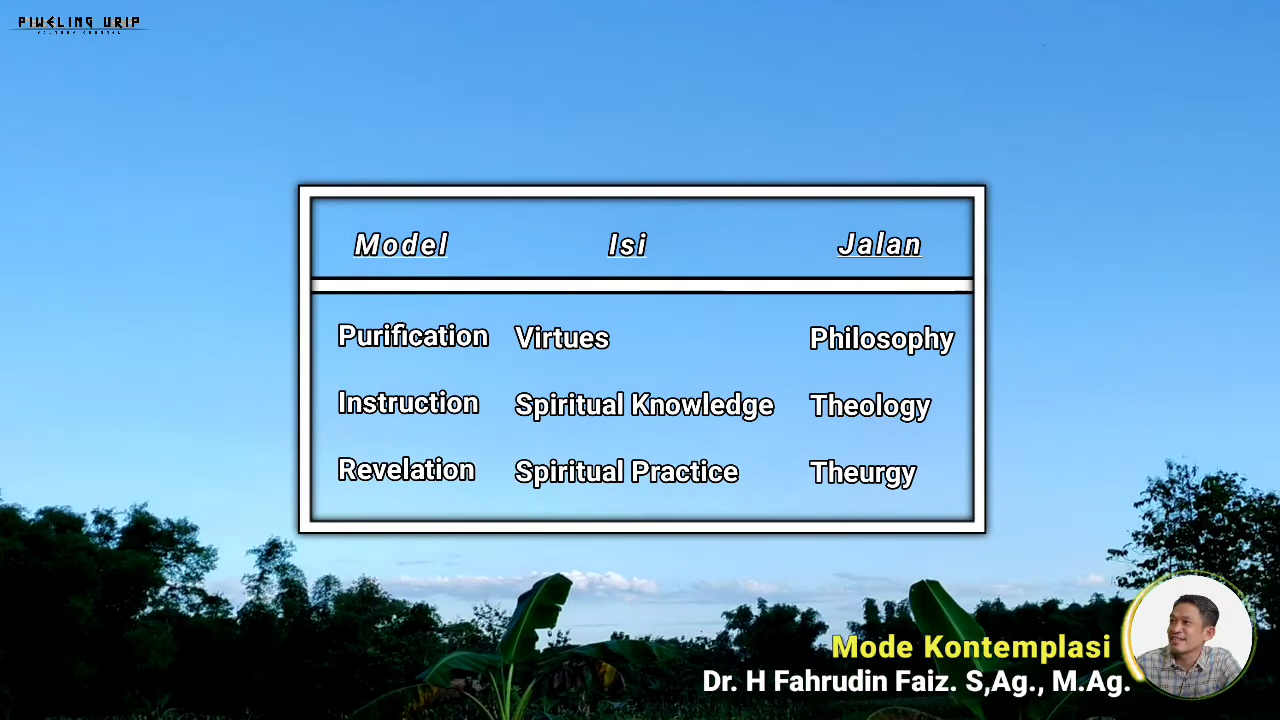 PIWELING URIP
Model Isi Jalan
Purification Virtues Philosophy
Instruction Spiritual Knowledge Theology
Revelation Spiritual Practice Theurgy
Mode Kontemplasi
Dr. H Fahrudin Faiz. S,Ag., M.Ag.